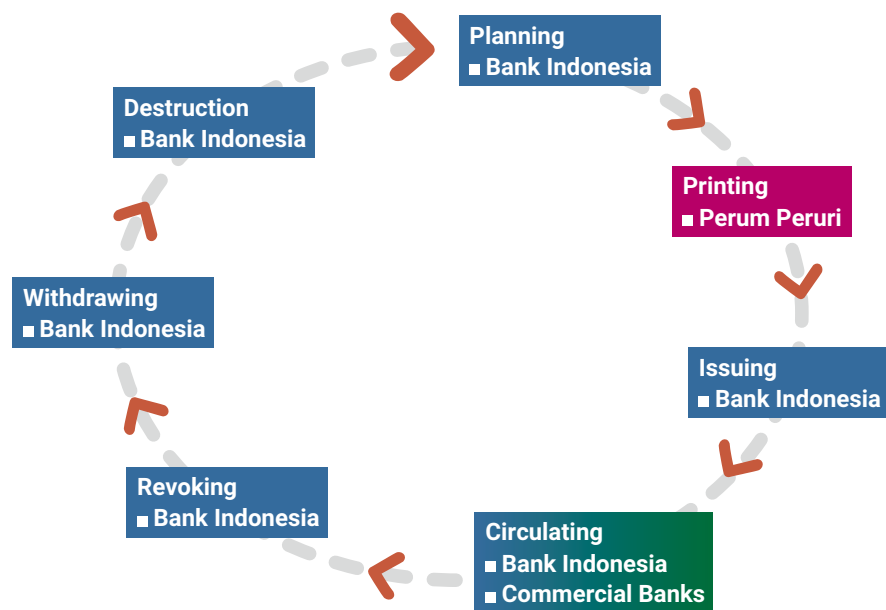 Planning
Bank Indonesia
Printing
Perum Peruri
Issuing
Bank Indonesia
Circulating
Bank Indonesia
Commercial Banks
Revoking
Bank Indonesia
Withdrawing
Bank Indonesia
Destruction
Bank Indonesia